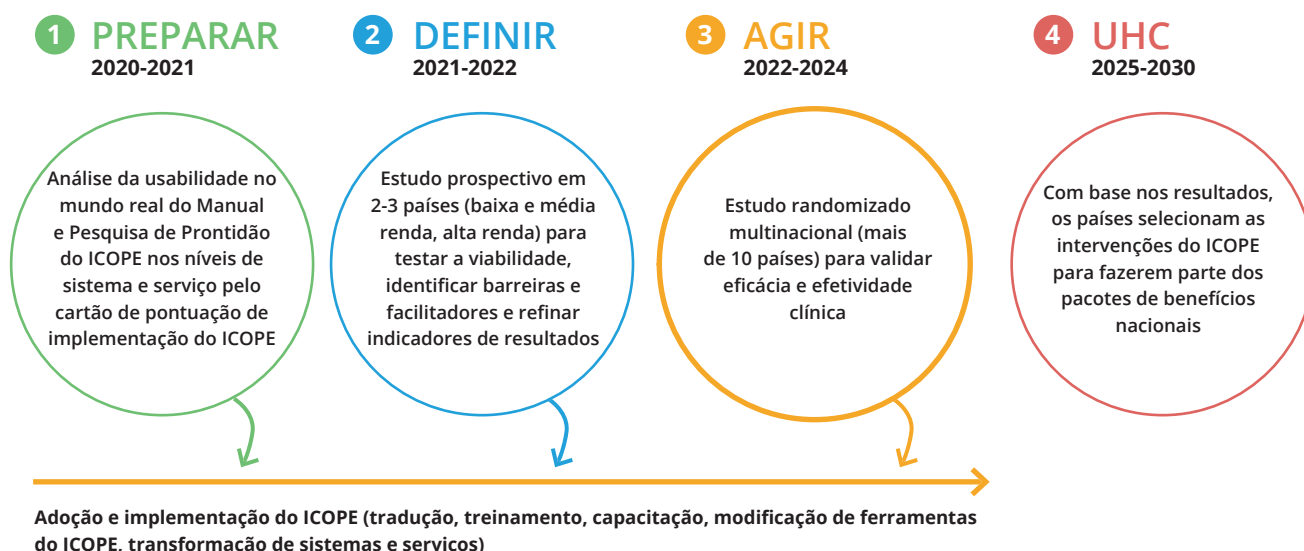 1 PREPARAR
2020-2021
Análise da usabilidade no
mundo real do Manual
e Pesquisa de Prontidão
do ICOPE nos níveis de
sistema e serviço pelo
cartão de pontuação de
implementação do ICOPE
2 DEFINIR
2021-2022
Estudo prospectivo em
2-3 países (baixa e média
renda, alta renda) para
testar a viabilidade,
identificar barreiras e
facilitadores e refinar
indicadores de resultados
3 AGIR
2022-2024
Estudo randomizado
multinacional (mais
de 10 países) para validar
eficácia e efetividade
clínica
4 UHC
2025-2030
Com base nos resultados,
os países selecionam as
intervenções do ICOPE
para fazerem parte dos
pacotes de benefícios
nacionais
Adoção e implementação do ICOPE (tradução, treinamento, capacitação, modificação de ferramentas
do ICOPE, transformação de sistemas e serviços)